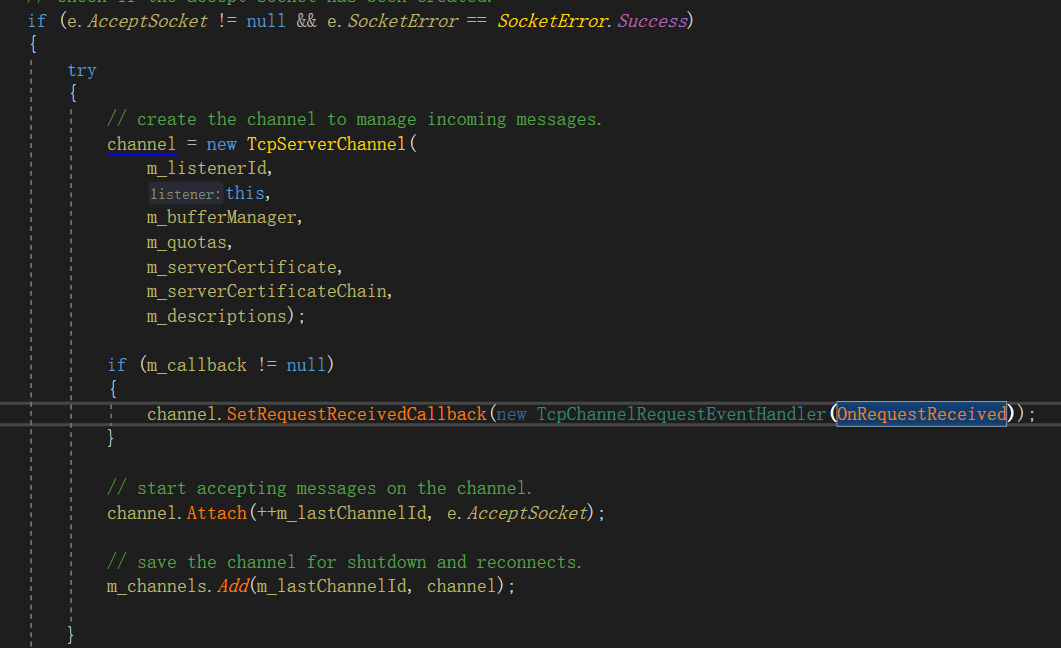 // check if the accept socket has been created.
if (e.AcceptSocket != null && e.SocketError == SocketError.Success)
{
try
{
// create the channel to manage incoming messages.
channel = new TcpServerChannel(
m_listenerId,
listener: this,
m_bufferManager,
m_quotas,
m_serverCertificate,
m_serverCertificateChain,
m_descriptions);
if (m_callback != null)
{
channel.SetRequestReceivedCallback(new TcpChannelRequestEventHandler(OnRequestReceived));
}
// start accepting messages on the channel.
channel.Attach(++m_lastChannelId, e.AcceptSocket);
// save the channel for shutdown and reconnects.
m_channels.Add(m_lastChannelId, channel);
}